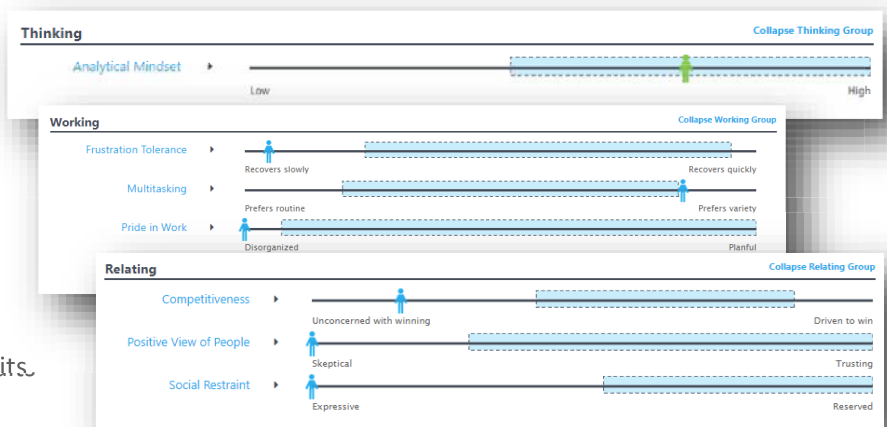 Thinking
Collapse Thinking Group
Analytical Mindset
Low High
Working
Collapse Working Group
Frustration Tolerance
Recovers slowly Recovers quickly
Multitasking
Prefers routine Prefers variety
Pride in Work
Disorganized Planful
Relating
Collapse Relating Group
Competitiveness
Unconcerned with winning Driven to win
Positive View of People
Skeptical Trusting
Social Restraint
Expressive Reserved